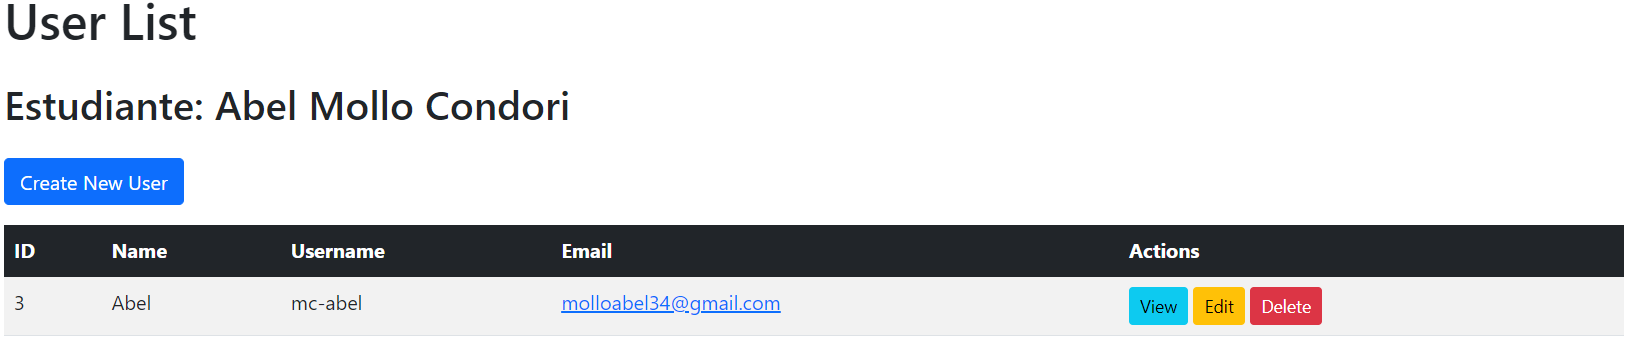 User List
Estudiante: Abel Mollo Condori
Create New User
ID Name Username Email Actions
3 Abel mc-abel molloabel34@gmail.com View Edit Delete